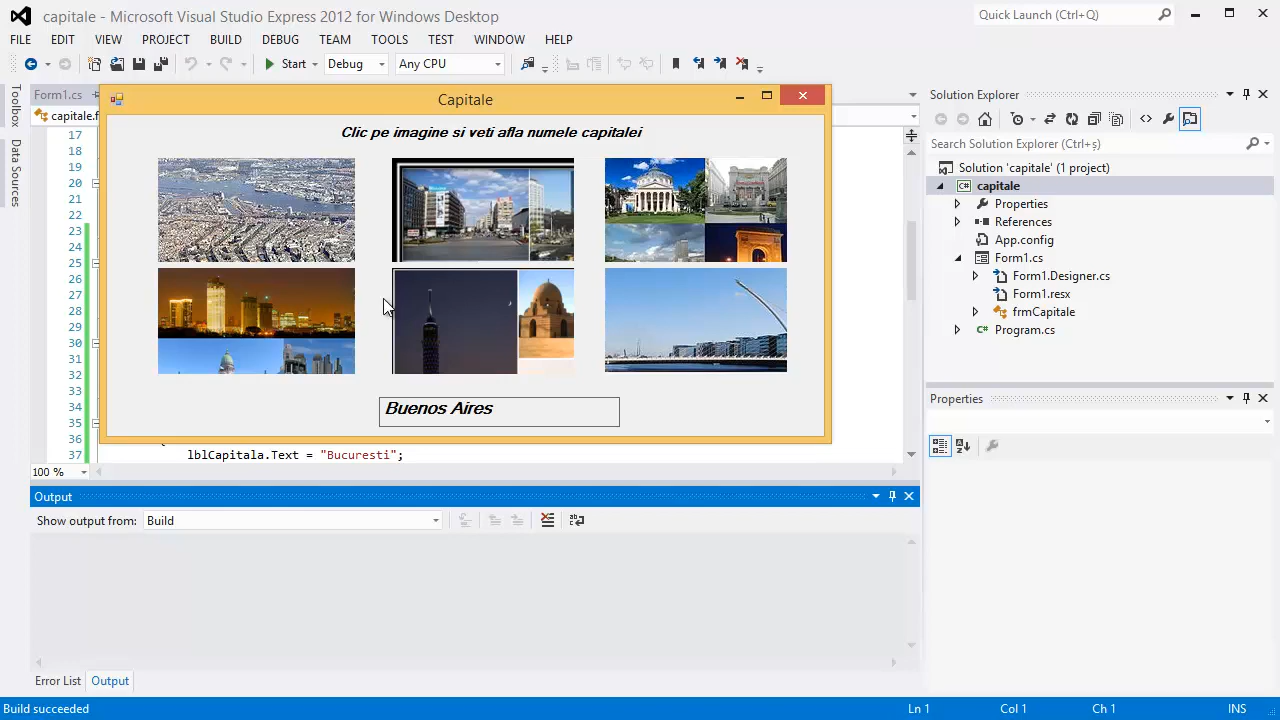 capitale - Microsoft Visual Studio Express 2012 for Windows Desktop
Quick Launch (Ctrl+Q)
FILE EDIT VIEW PROJECT BUILD DEBUG TEAM TOOLS TEST WINDOW HELP
Start Debug Any CPU
Toolbox
Data Sources
Form1.cs
capitale.f
Capitale
Clic pe imagine si veti afla numele capitalei
Buenos Aires
17
18
19
20
21
22
23
24
25
26
27
28
29
30
31
32
33
34
35
36
37 lblCapitala.Text = "Bucuresti";
100 %
Output
Show output from: Build
Error List Output
Solution Explorer
Search Solution Explorer (Ctrl+ş)
Solution 'capitale' (1 project)
capitale
Properties
References
App.config
Form1.cs
Form1.Designer.cs
Form1.resx
frmCapitale
Program.cs
Properties
Build succeeded Ln 1 Col 1 Ch 1 INS